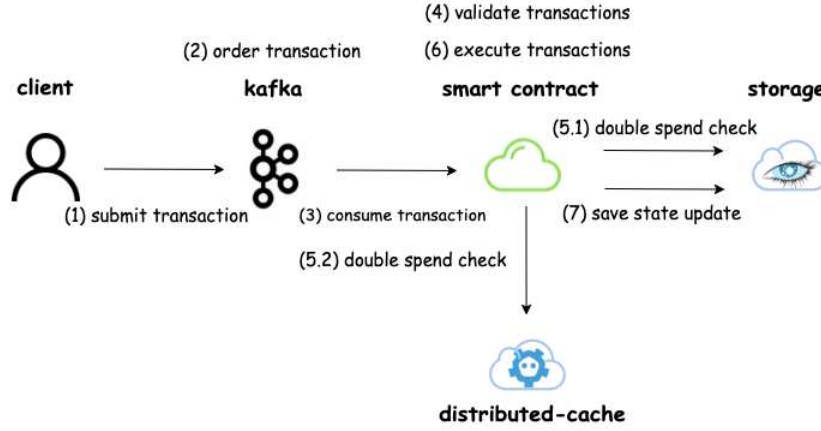 (4) validate transactions
(2) order transaction
(6) execute transactions
client
kafka
smart contract
storage
(5.1) double spend check
(1) submit transaction
(3) consume transaction
(7) save state update
(5.2) double spend check
distributed-cache